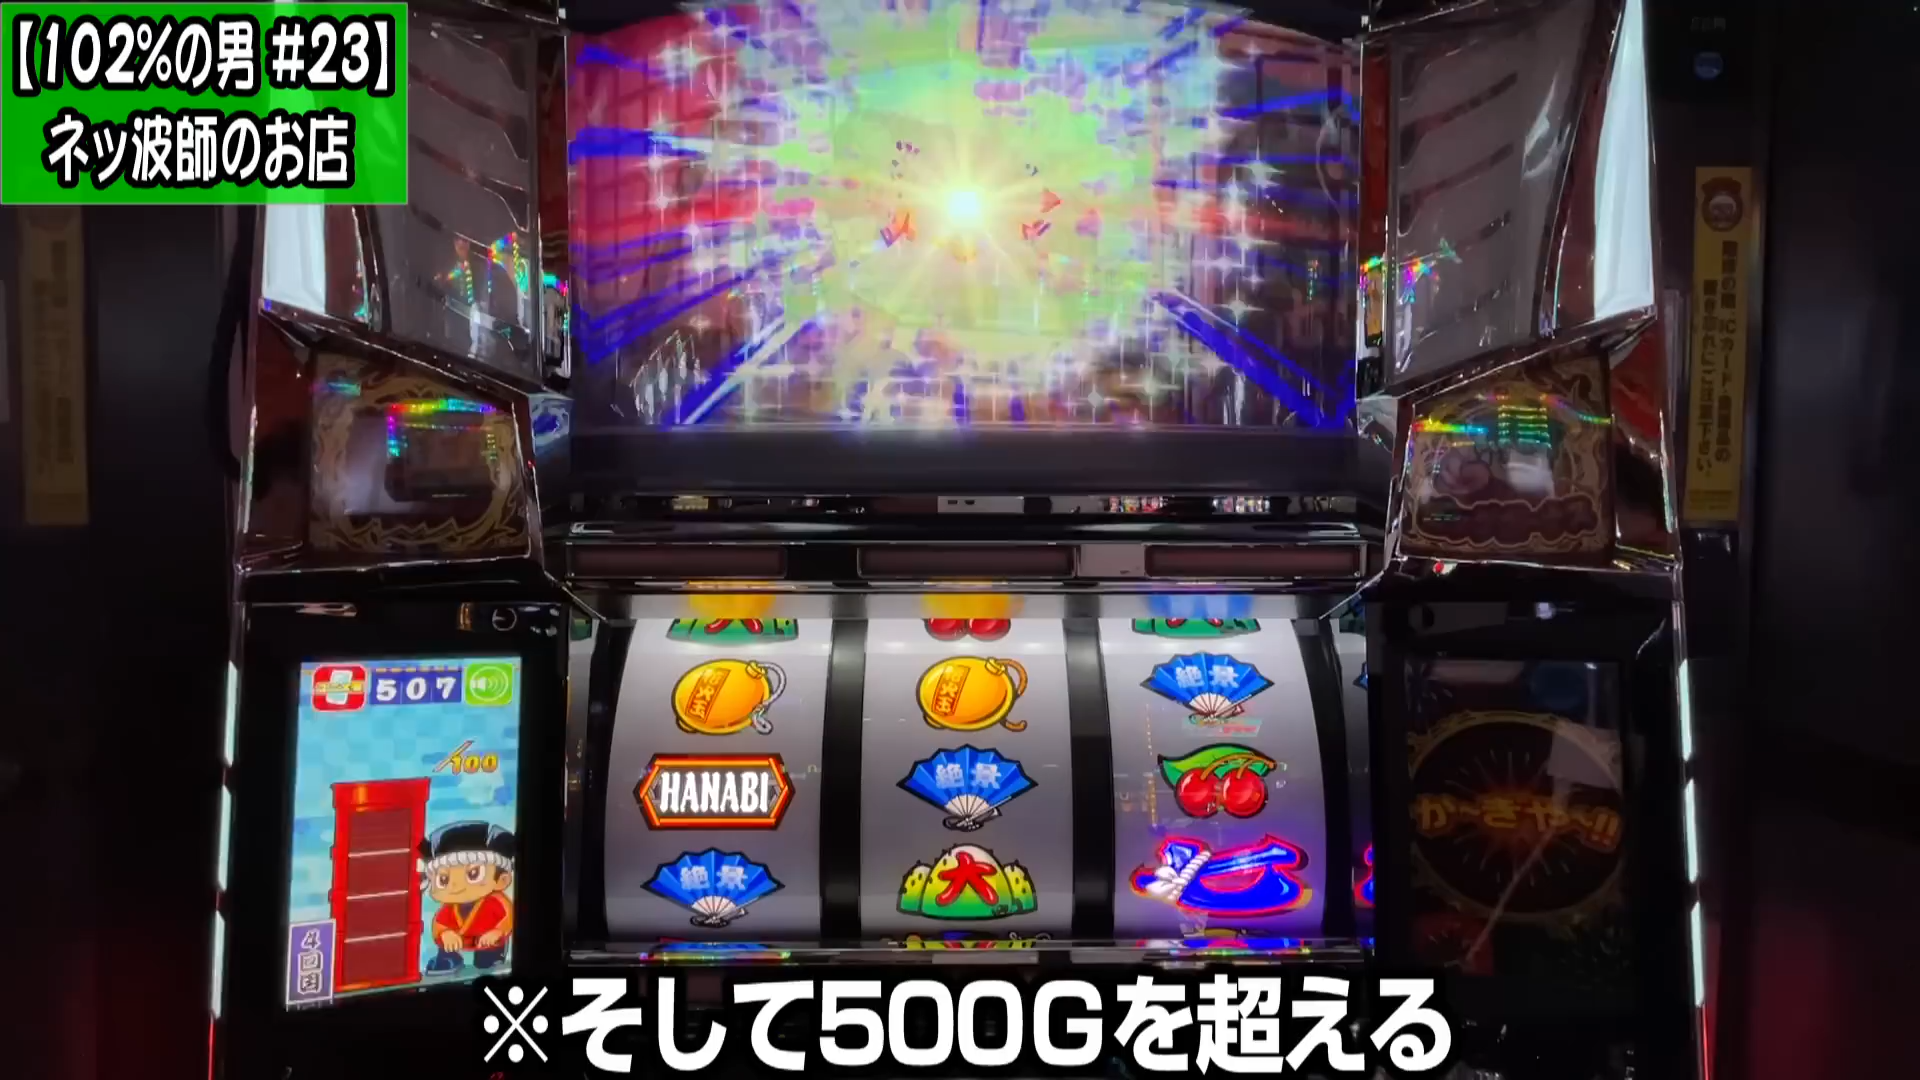 【102%の男 #23】
ネッ波師のお店
507
/100
4回目
HANABI
絶景
絶景
絶景
大
か〜ぎや〜!!
※そして500Gを超える